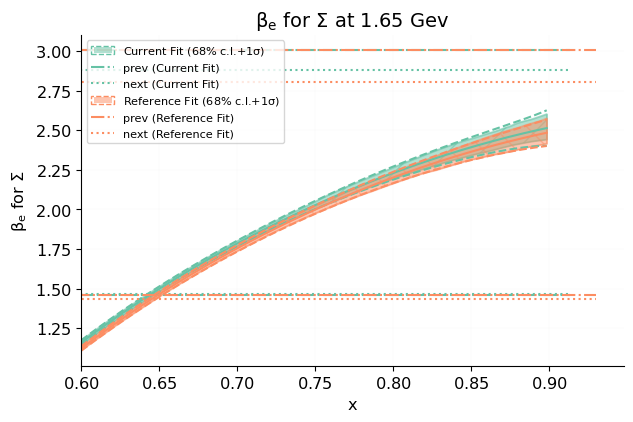 βe for Σ at 1.65 Gev
Current Fit (68% c.l.+1σ)
prev (Current Fit)
next (Current Fit)
Reference Fit (68% c.l.+1σ)
prev (Reference Fit)
next (Reference Fit)
βe for Σ
3.00
2.75
2.50
2.25
2.00
1.75
1.50
1.25
0.60 0.65 0.70 0.75 0.80 0.85 0.90
x